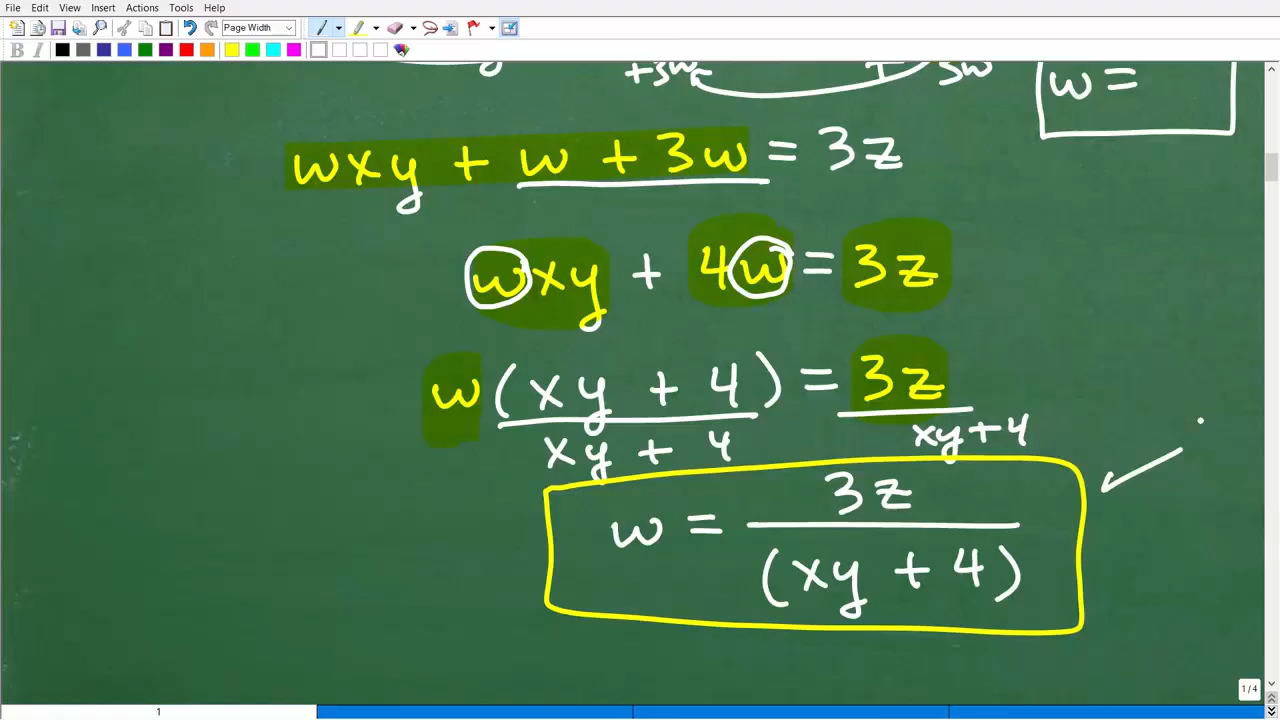 File Edit View Insert Actions Tools Help
Page Width
B I
+3w 3w
w =
wxy + w + 3w = 3z
wxy + 4w = 3z
w(xy + 4) = 3z
xy + 4 xy+4
w = 3z
(xy + 4)
1/4
1